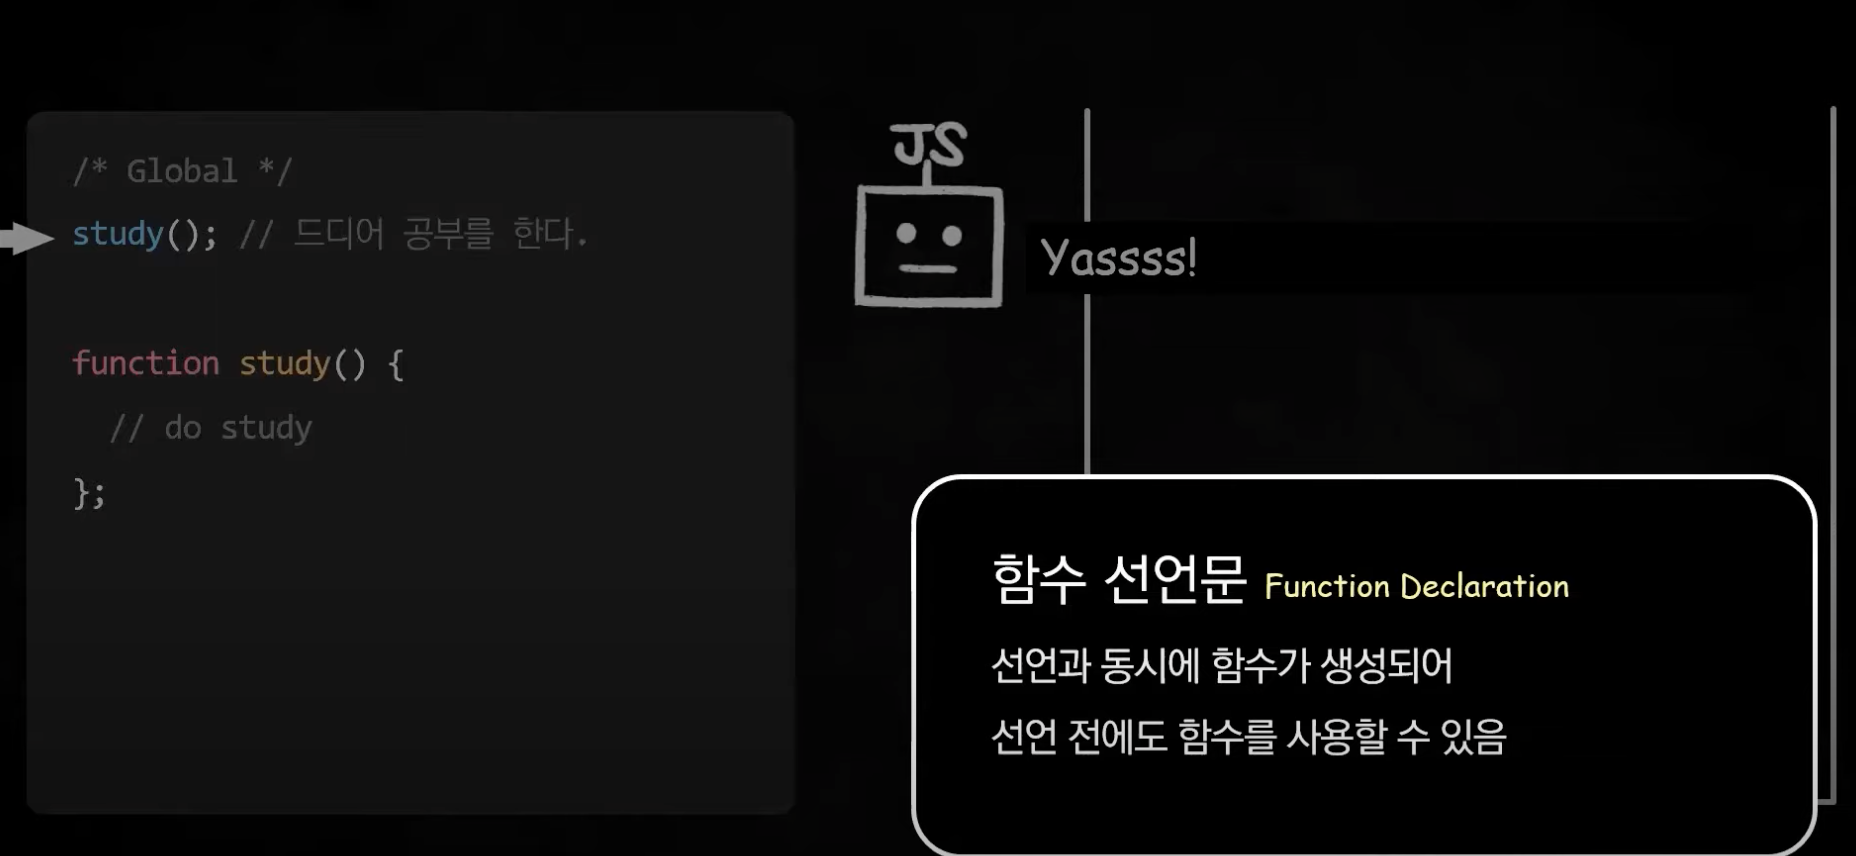 /* Global */
study(); // 드디어 공부를 한다.
function study() {
// do study
};
JS
Yassss!
함수 선언문 Function Declaration
선언과 동시에 함수가 생성되어
선언 전에도 함수를 사용할 수 있음